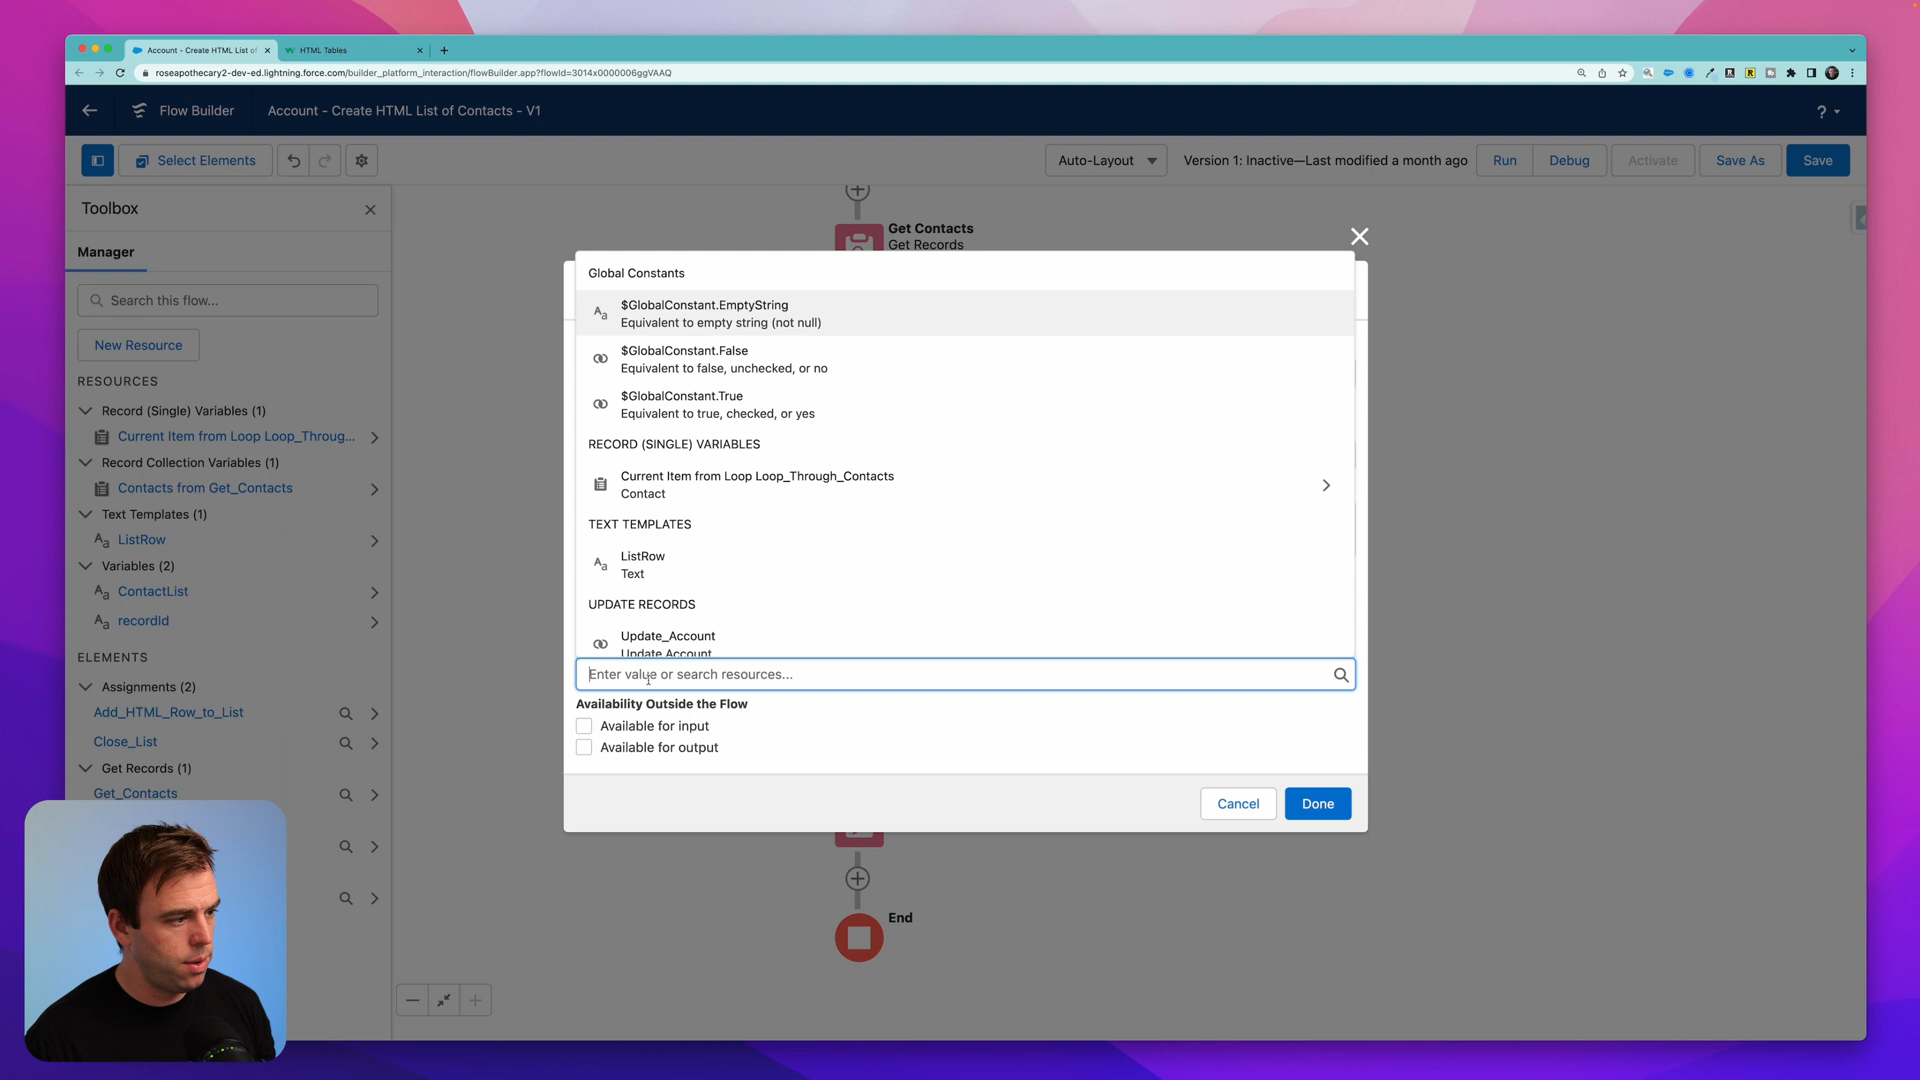 Account - Create HTML List of
HTML Tables
roseapothecary2-dev-ed.lightning.force.com/builder_platform_interaction/flowBuilder.app?flowId=3014x0000006ggVAAQ
Flow Builder
Account - Create HTML List of Contacts - V1
?
Select Elements
Auto-Layout
Version 1: Inactive—Last modified a month ago
Run
Debug
Activate
Save As
Save
Toolbox
Manager
Search this flow...
New Resource
RESOURCES
Record (Single) Variables (1)
Current Item from Loop Loop_Throug...
Record Collection Variables (1)
Contacts from Get_Contacts
Text Templates (1)
Aa ListRow
Variables (2)
Aa ContactList
Aa recordId
ELEMENTS
Assignments (2)
Add_HTML_Row_to_List
Close_List
Get Records (1)
Get_Contacts
Get Contacts
Get Records
Global Constants
Aa
$GlobalConstant.EmptyString
Equivalent to empty string (not null)
$GlobalConstant.False
Equivalent to false, unchecked, or no
$GlobalConstant.True
Equivalent to true, checked, or yes
RECORD (SINGLE) VARIABLES
Current Item from Loop Loop_Through_Contacts
Contact
TEXT TEMPLATES
Aa
ListRow
Text
UPDATE RECORDS
Update_Account
Update Account
Enter value or search resources...
Availability Outside the Flow
Available for input
Available for output
Cancel
Done
End